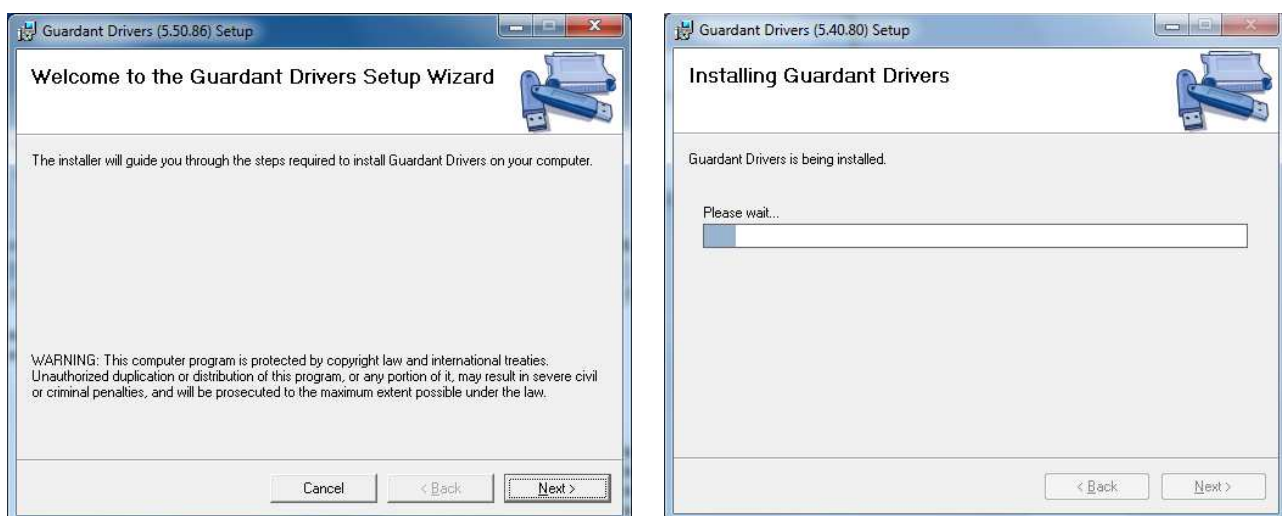 Guardant Drivers (5.50.86) Setup
Welcome to the Guardant Drivers Setup Wizard
The installer will guide you through the steps required to install Guardant Drivers on your computer.
WARNING: This computer program is protected by copyright law and international treaties.
Unauthorized duplication or distribution of this program, or any portion of it, may result in severe civil
or criminal penalties, and will be prosecuted to the maximum extent possible under the law.
Cancel
< Back
Next >
Guardant Drivers (5.40.80) Setup
Installing Guardant Drivers
Guardant Drivers is being installed.
Please wait...
< Back
Next >